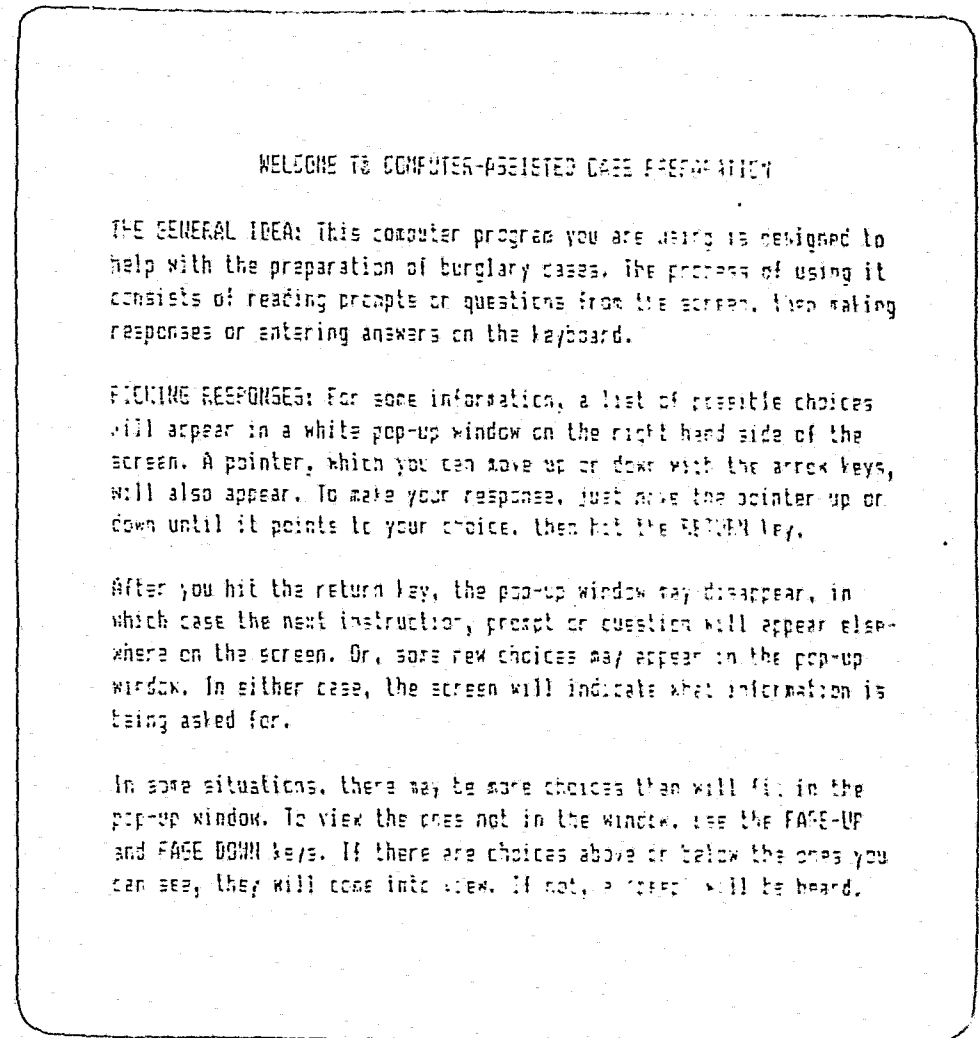 WELCOME TO COMPUTER-ASSISTED CASE PREPARATION
THE GENERAL IDEA: This computer program you are using is designed to
help with the preparation of burglary cases. The process of using it
consists of reading prompts or questions from the screen, then making
responses or entering answers on the keyboard.
PICKING RESPONSES: For some information, a list of possible choices
will appear in a white pop-up window on the right hand side of the
screen. A pointer, which you can move up or down with the arrow keys,
will also appear. To make your response, just move the pointer up or
down until it points to your choice, then hit the RETURN key.
After you hit the return key, the pop-up window may disappear, in
which case the next instruction, prompt or question will appear else-
where on the screen. Or, some new choices may appear in the pop-up
window. In either case, the screen will indicate what information is
being asked for.
In some situations, there may be more choices than will fit in the
pop-up window. To view the ones not in the window, use the PAGE-UP
and PAGE DOWN keys. If there are choices above or below the ones you
can see, they will come into view. If not, a "beep" will be heard.